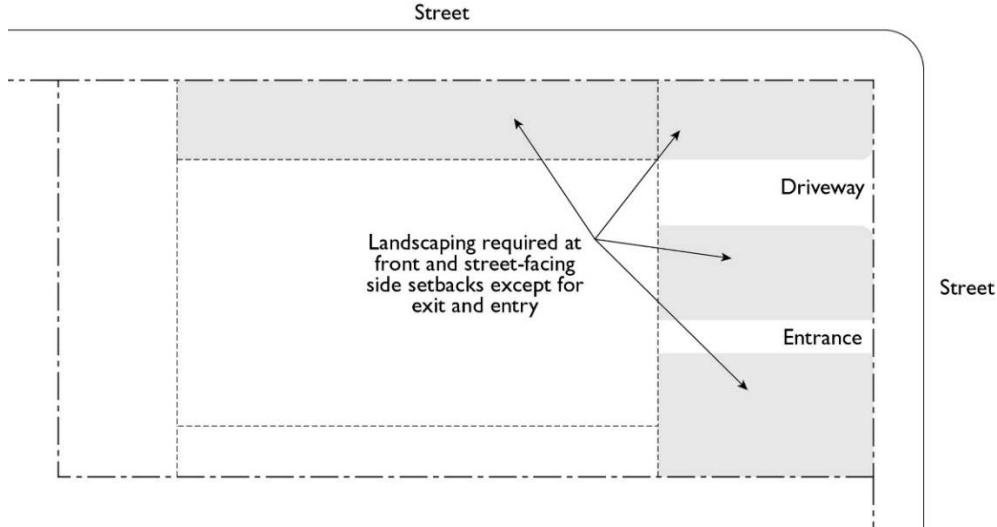 Street
Driveway
Landscaping required at
front and street-facing
side setbacks except for
exit and entry
Street
Entrance